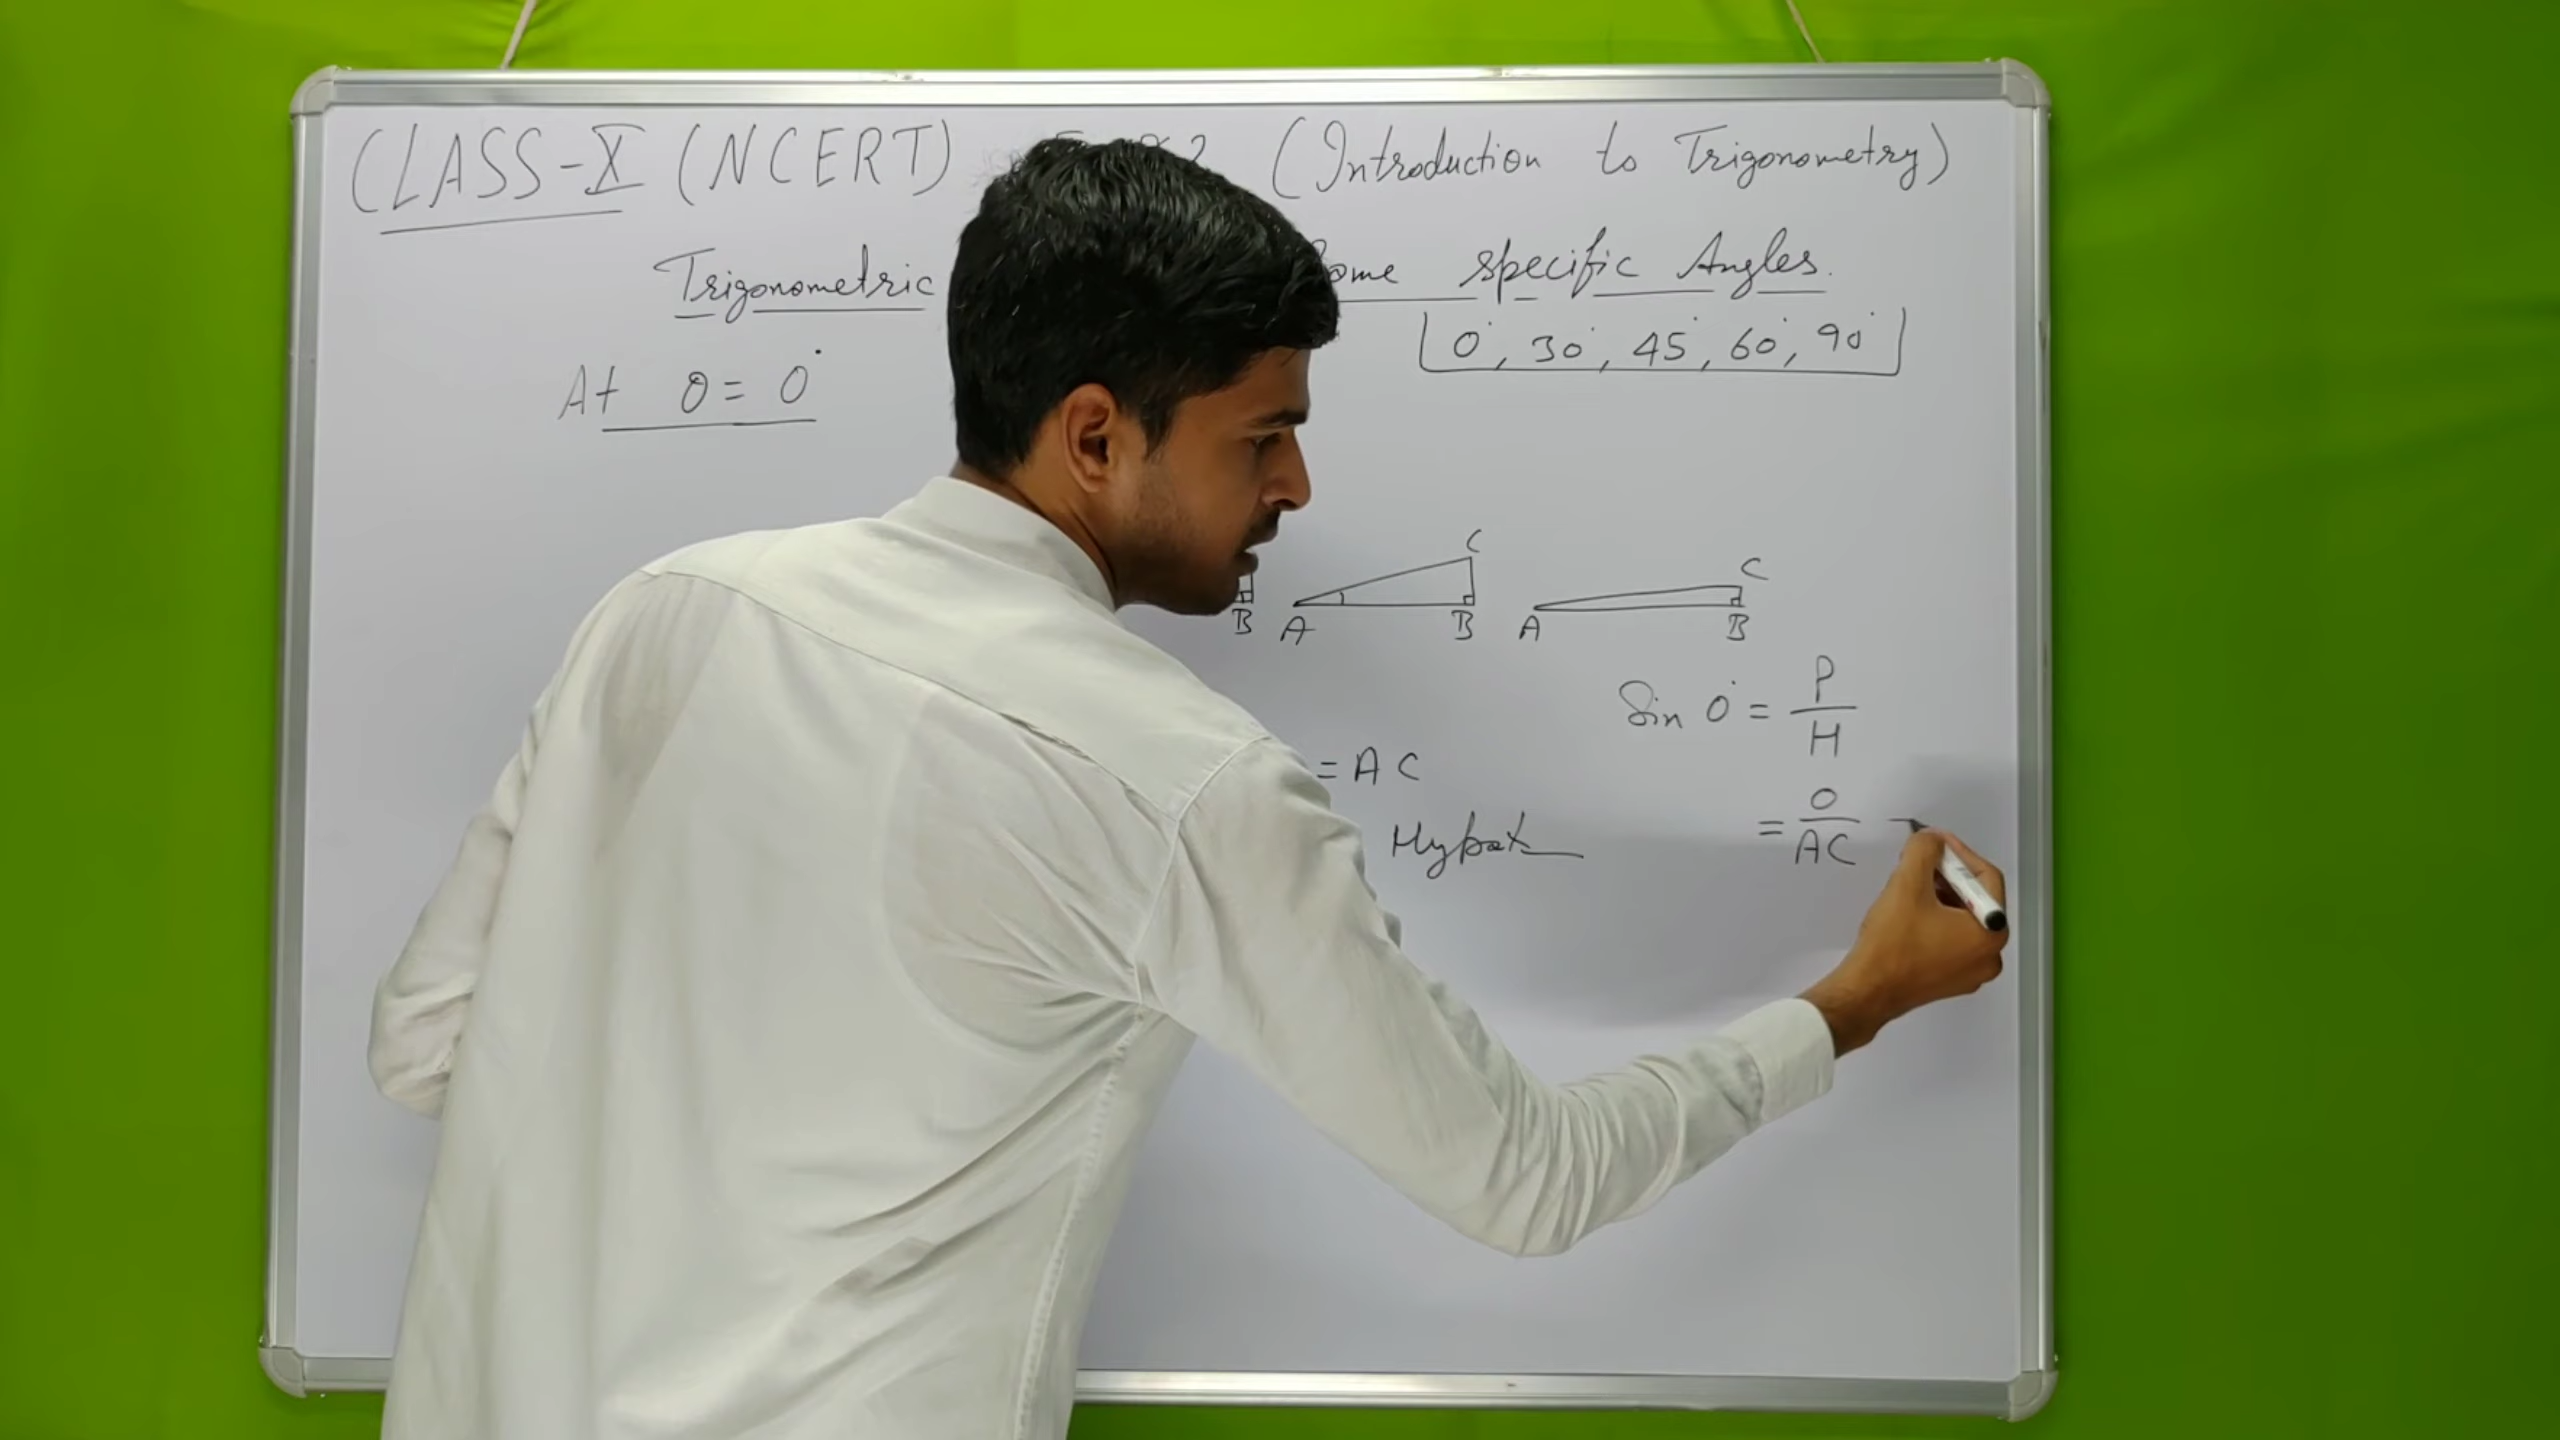 CLASS-X (NCERT) (Introduction to Trigonometry)
Trigonometric Some specific Angles.
0°, 30°, 45°, 60°, 90°
At θ = 0°
C
C
B A B A B
Sin 0° = P/H
= AC
= 0/AC